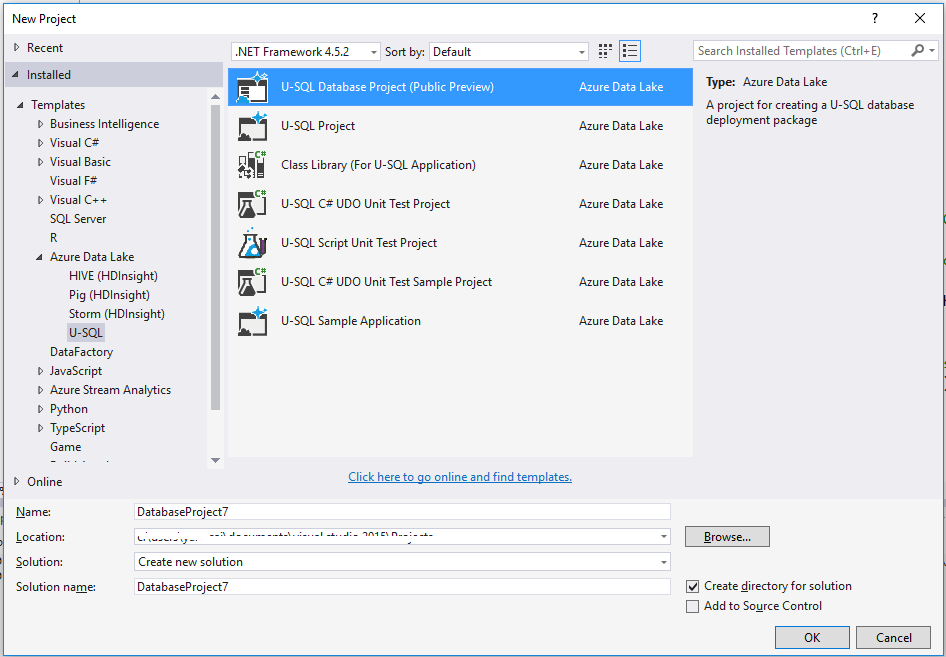 New Project
?
Recent
.NET Framework 4.5.2
Sort by:
Default
Search Installed Templates (Ctrl+E)
Installed
Templates
Business Intelligence
Visual C#
Visual Basic
Visual F#
Visual C++
SQL Server
R
Azure Data Lake
HIVE (HDInsight)
Pig (HDInsight)
Storm (HDInsight)
U-SQL
DataFactory
JavaScript
Azure Stream Analytics
Python
TypeScript
Game
Online
U-SQL Database Project (Public Preview) Azure Data Lake
U-SQL Project Azure Data Lake
C#
Class Library (For U-SQL Application) Azure Data Lake
C#
U-SQL C# UDO Unit Test Project Azure Data Lake
U-SQL Script Unit Test Project Azure Data Lake
C#
U-SQL C# UDO Unit Test Sample Project Azure Data Lake
U-SQL Sample Application Azure Data Lake
Type: Azure Data Lake
A project for creating a U-SQL database
deployment package
Click here to go online and find templates.
Name: DatabaseProject7
Location: \documents\visual studio 2015\Projects
Browse...
Solution: Create new solution
Solution name: DatabaseProject7
Create directory for solution
Add to Source Control
OK
Cancel